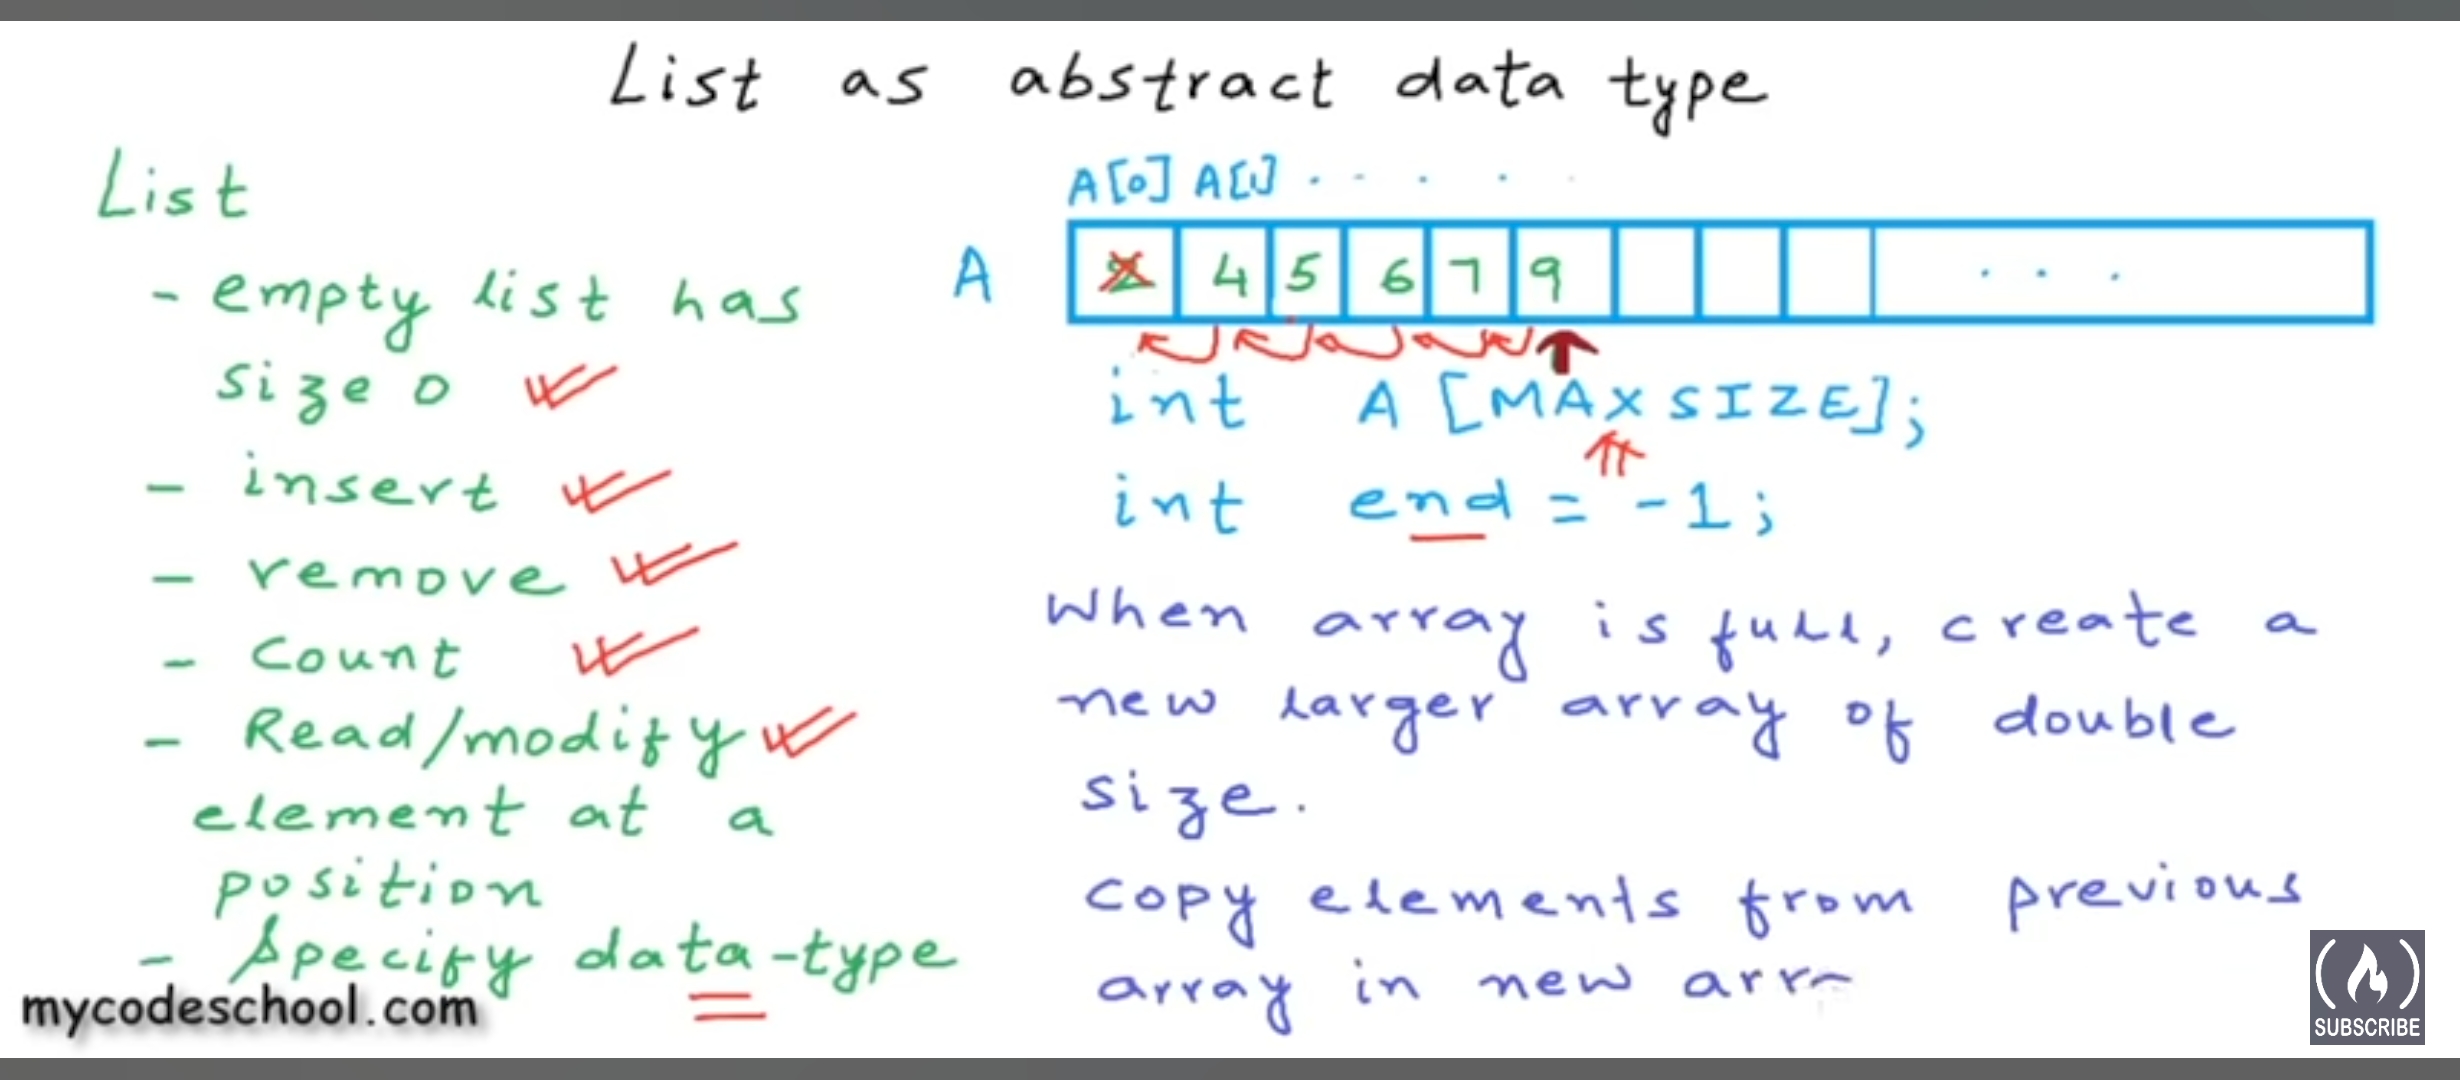 List as abstract data type
List
- empty list has
size 0
- insert
- remove
- Count
- Read/modify
element at a
position
- Specify data-type
mycodeschool.com
A[0] A[1] . . . . .
A 2 4 5 6 7 9 . . .
int A[MAXSIZE];
int end = -1;
When array is full, create a
new larger array of double
size.
copy elements from previous
array in new arr
SUBSCRIBE